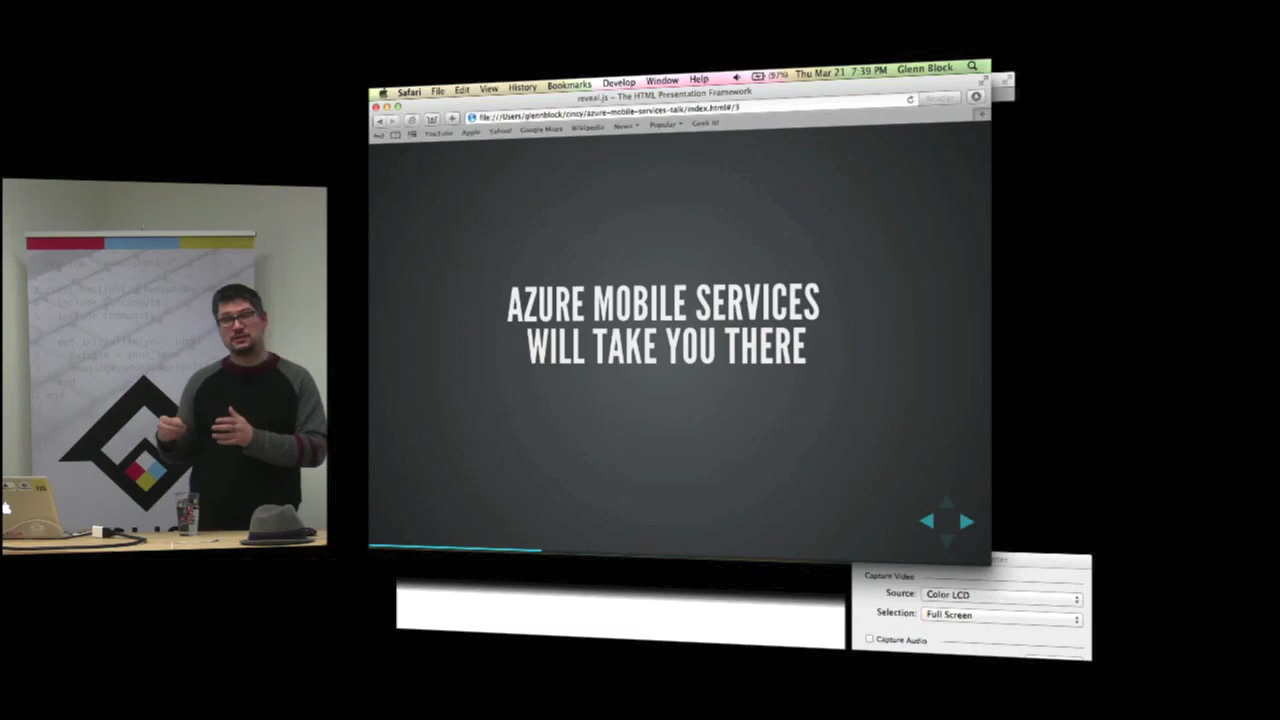 Safari File Edit View History Bookmarks Develop Window Help (97%) Thu Mar 21 7:39 PM Glenn Block
reveal.js – The HTML Presentation Framework
file:///Users/glennblock/cincy/azure-mobile-services-talk/index.html#/3
Reader
YouTube Apple Yahoo! Google Maps Wikipedia News Popular Geek it!
AZURE MOBILE SERVICES
WILL TAKE YOU THERE
Capture Video
Source: Color LCD
Selection: Full Screen
Capture Audio